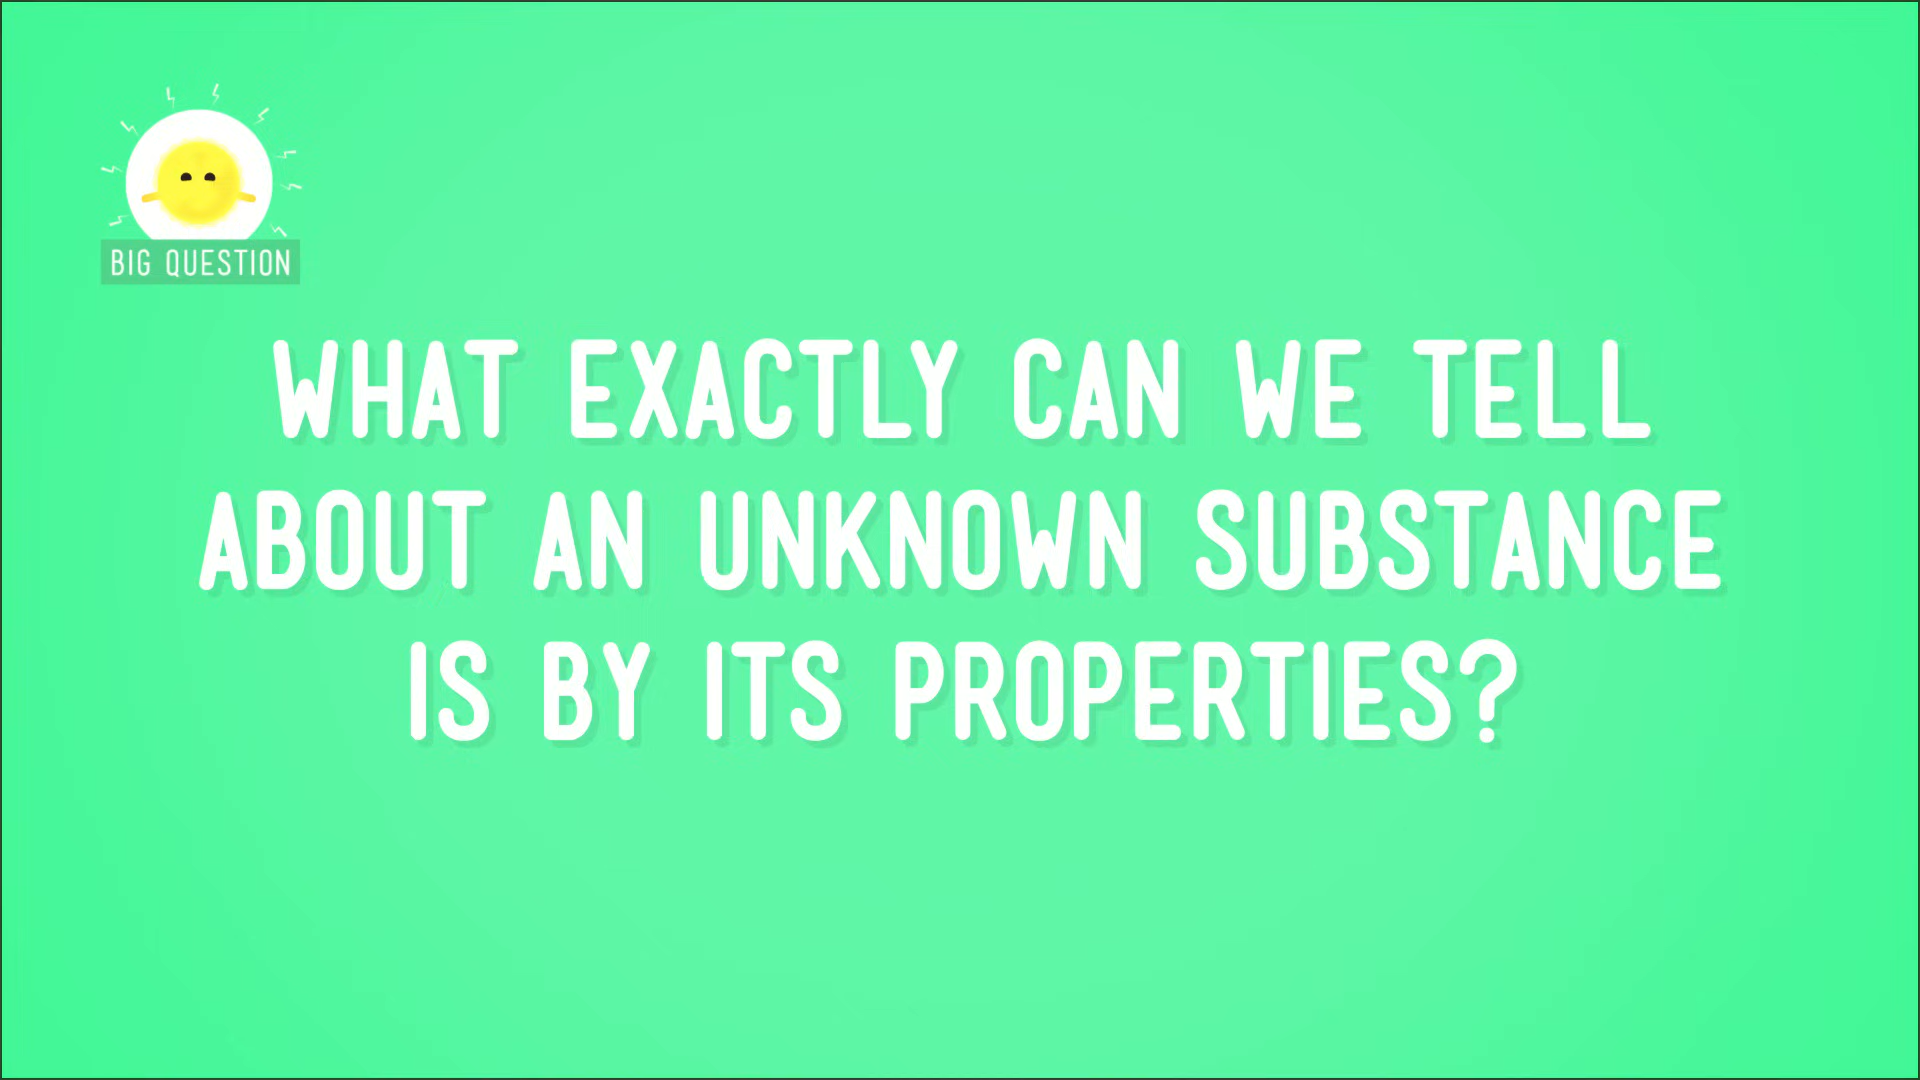 BIG QUESTION
WHAT EXACTLY CAN WE TELL
ABOUT AN UNKNOWN SUBSTANCE
IS BY ITS PROPERTIES?